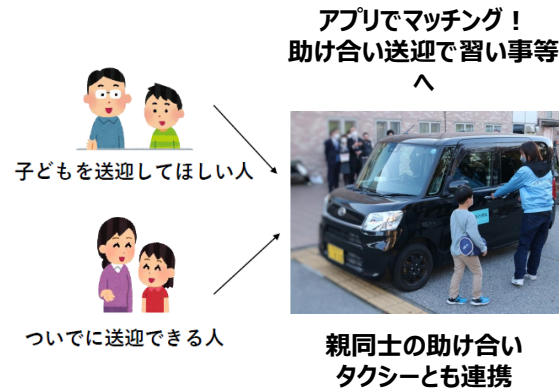 アプリでマッチング！
助け合い送迎で習い事等
へ
子どもを送迎してほしい人
ついでに送迎できる人
親同士の助け合い
タクシーとも連携